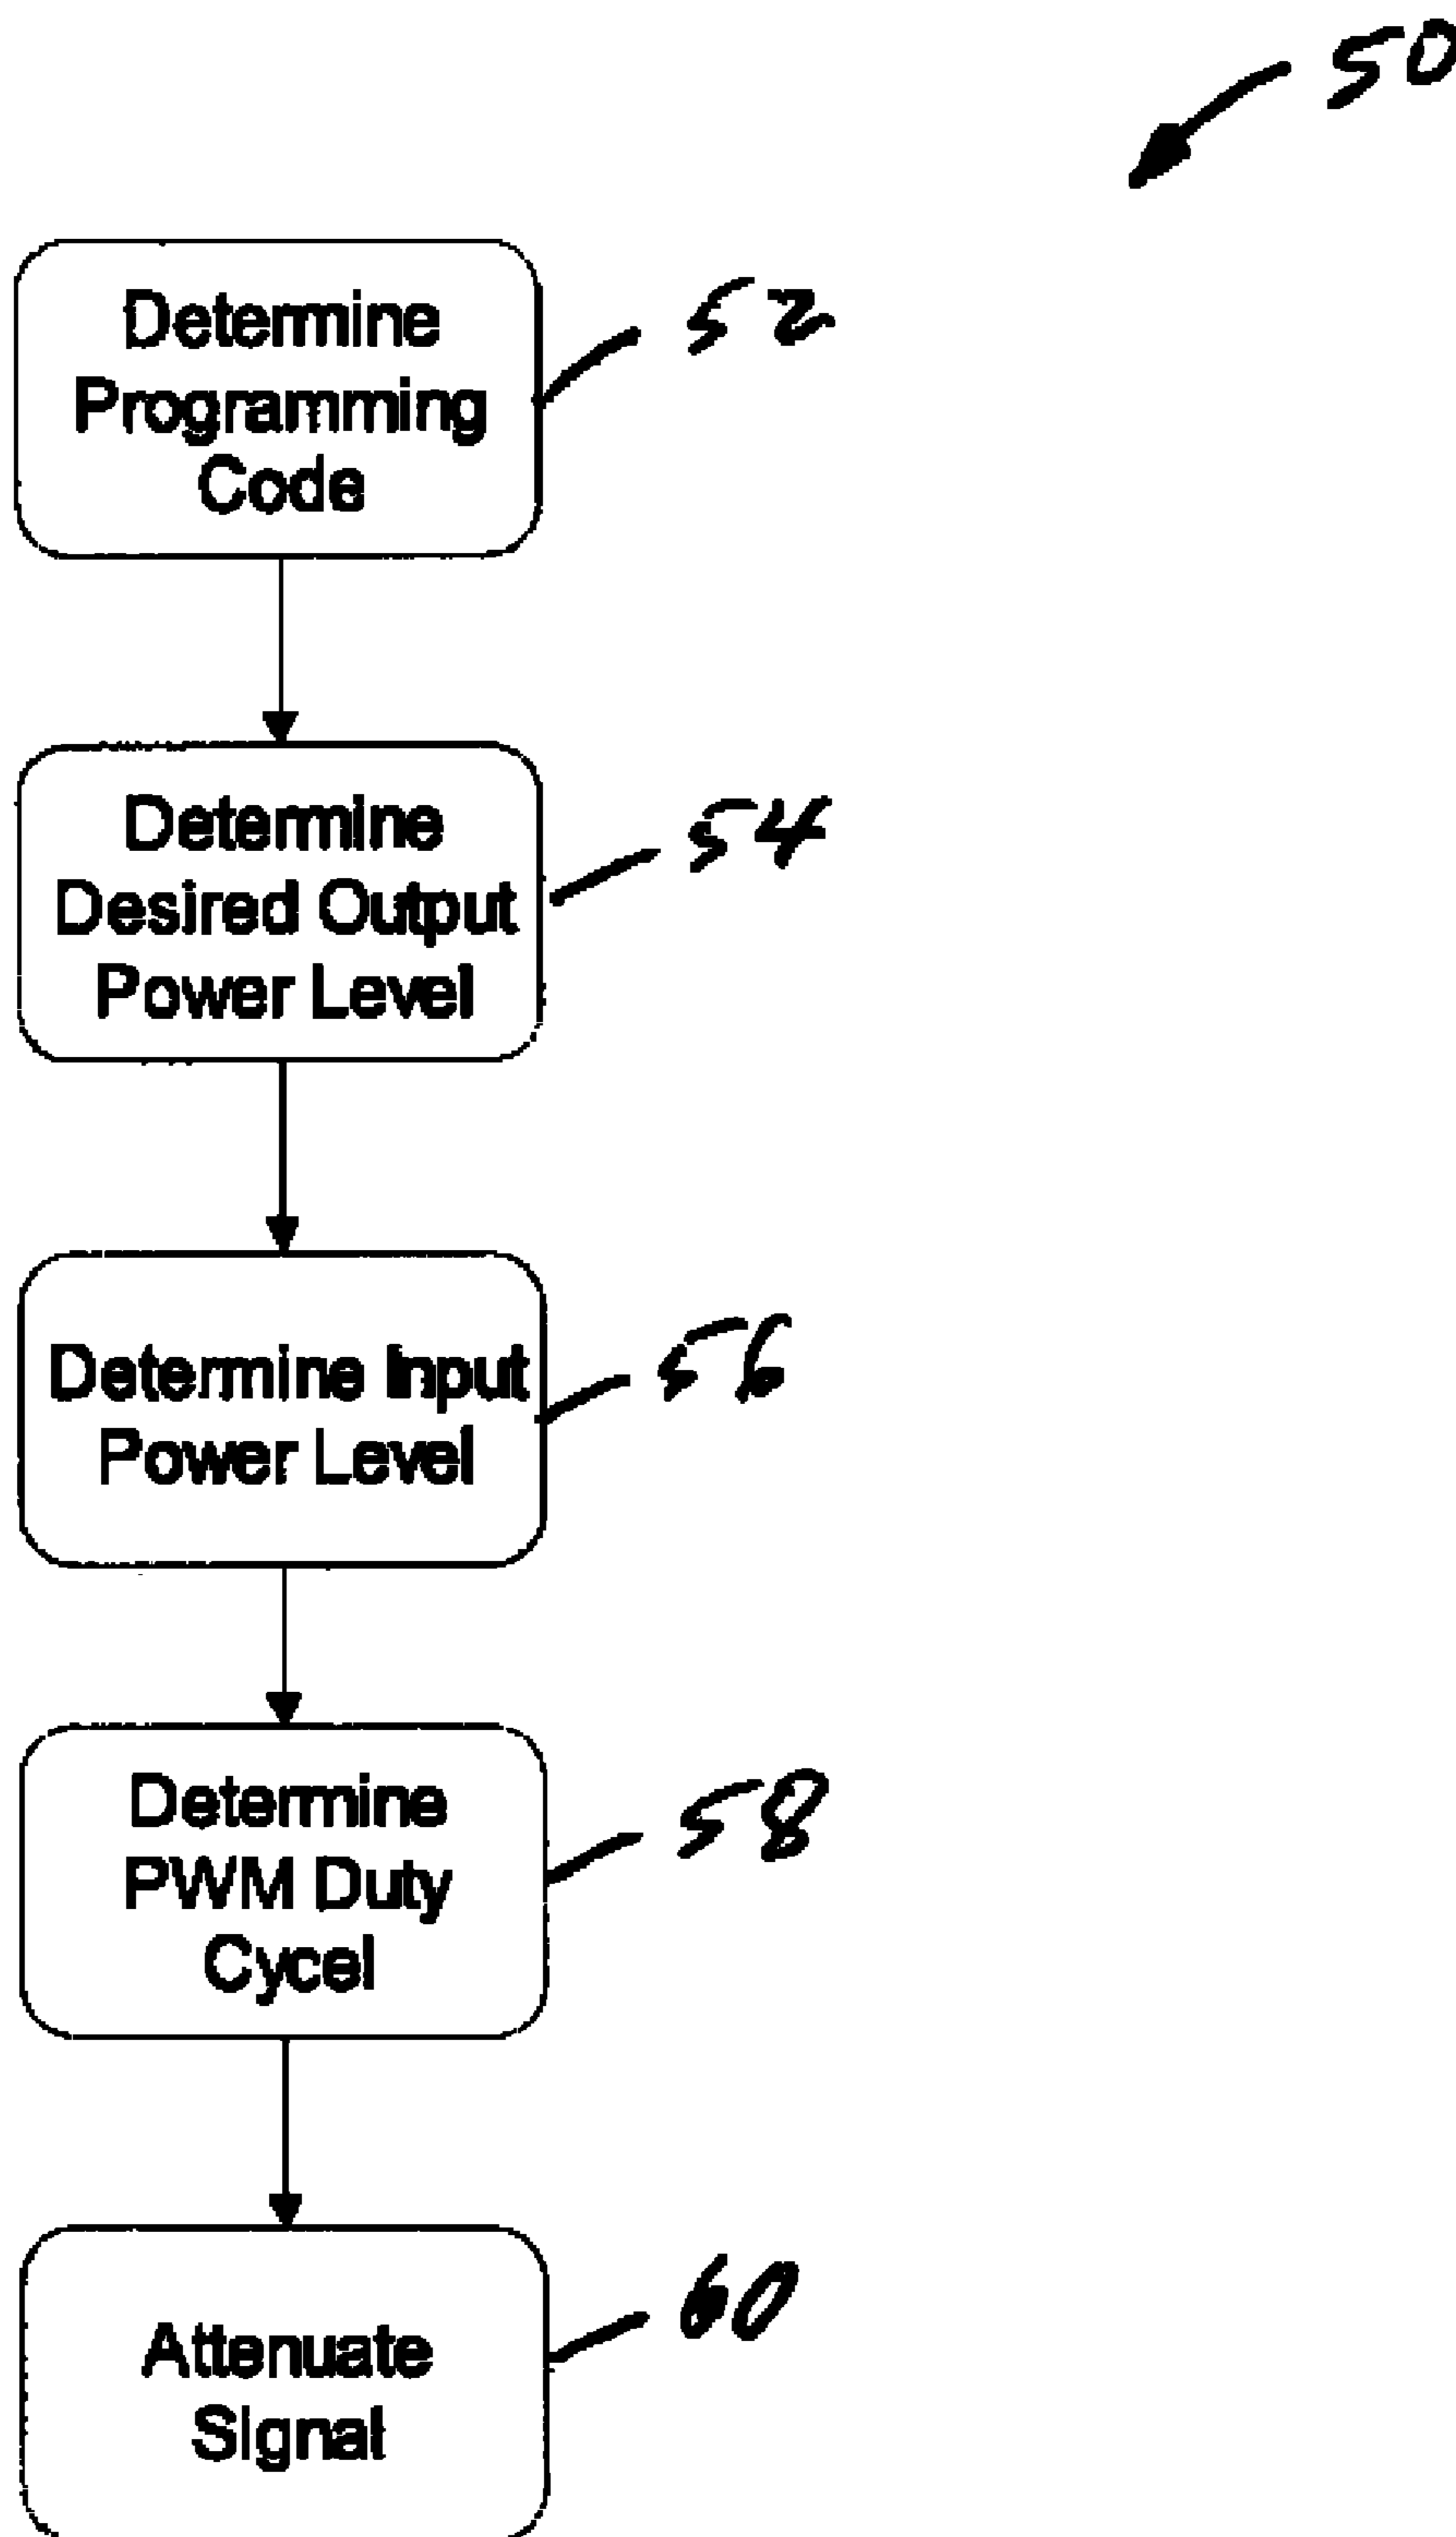 50
Determine
Programming
Code
52
Determine
Desired Output
Power Level
54
Determine Input
Power Level
56
Determine
PWM Duty
Cycel
58
Attenuate
Signal
60